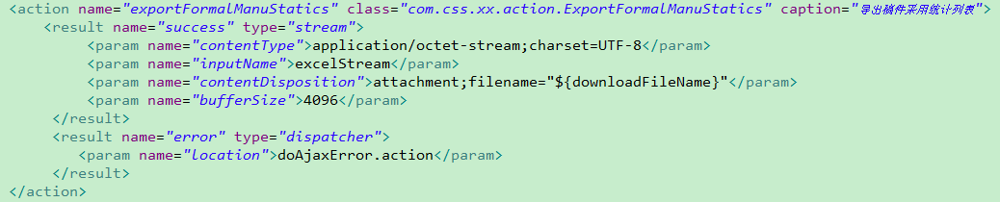 <action name="exportFormalManuStatics" class="com.css.xx.action.ExportFormalManuStatics" caption="导出稿件采用统计列表">
<result name="success" type="stream">
<param name="contentType">application/octet-stream;charset=UTF-8</param>
<param name="inputName">excelStream</param>
<param name="contentDisposition">attachment;filename="${downloadFileName}"</param>
<param name="bufferSize">4096</param>
</result>
<result name="error" type="dispatcher">
<param name="location">doAjaxError.action</param>
</result>
</action>